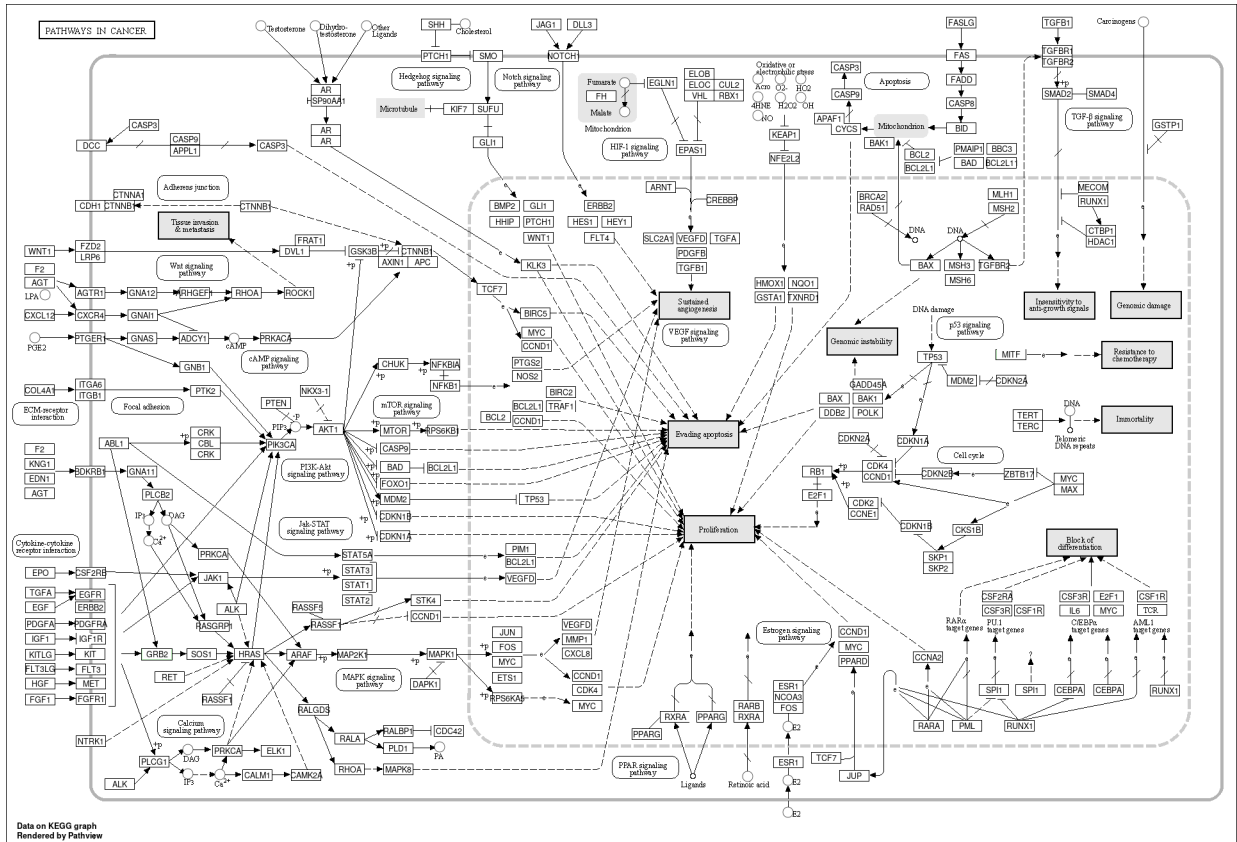 PATHWAYS IN CANCER
Testosterone
Dihydro-
testosterone
Other
Ligands
SHH
Cholesterol
PTCH1
SMO
Hedgehog signaling
pathway
JAG1
DLL3
NOTCH1
Notch signaling
pathway
Fumarate
FH
Malate
Mitochondrion
EGLN1
ELOB
ELOC
CUL2
VHL
RBX1
HIF-1 signaling
pathway
EPAS1
Oxidative or
electrophilic stress
Acro
O2-
HO2
4HNE
H2O2
OH
NO
KEAP1
NFE2L2
CASP3
CASP9
APAF1
CYCS
Apoptosis
Mitochondrion
BAK1
BCL2
BCL2L1
PMAIP1
BBC3
BAD
BCL2L11
FASLG
FAS
FADD
CASP8
BID
TGFB1
TGFBR1
TGFBR2
+p
SMAD2
SMAD4
TGF-β signaling
pathway
Carcinogens
GSTP1
AR
HSP90AA1
AR
AR
Microtubule
KIF7
SUFU
GLI1
CASP3
DCC
CASP9
APPL1
CASP3
Adherens junction
CTNNA1
CDH1
CTNNB1
CTNNB1
Tissue invasion
& metastasis
WNT1
FZD2
LRP6
FRAT1
DVL1
GSK3B
CTNNB1
AXIN1
APC
+p
+p
Wnt signaling
pathway
F2
AGT
LPA
AGTR1
GNA12
ARHGEF1
RHOA
ROCK1
CXCL12
CXCR4
GNAI1
PGE2
PTGER1
GNAS
ADCY1
cAMP
PRKACA
cAMP signaling
pathway
GNB1
COL4A1
ITGA6
ITGB1
PTK2
ECM-receptor
interaction
Focal adhesion
PTEN
NKX3-1
PIP3
-p
AKT1
PIK3CA
ABL1
CRK
CBL
CRK
F2
KNG1
EDN1
AGT
BDKRB1
GNA11
PLCB2
IP3
DAG
Ca2+
PI3K-Akt
signaling pathway
Jak-STAT
signaling pathway
CHUK
NFKBIA
+p
NFKB1
mTOR signaling
pathway
MTOR
+p
RPS6KB1
CASP9
BAD
BCL2L1
FOXO1
MDM2
TP53
CDKN1B
CDKN1A
BMP2
GLI1
HHIP
PTCH1
WNT1
ERBB2
HES1
HEY1
FLT4
ARNT
CREBBP
SLC2A1
VEGFD
TGFA
PDGFB
TGFB1
KLK3
TCF7
BIRC5
MYC
CCND1
PTGS2
NOS2
BIRC2
BCL2L1
TRAF1
BCL2
CCND1
Sustained
angiogenesis
VEGF signaling
pathway
Evading apoptosis
Proliferation
HMOX1
NQO1
GSTA1
TXNRD1
BRCA2
RAD51
DNA
MLH1
MSH2
DNA
BAX
MSH3
TGFBR2
MSH6
MECOM
RUNX1
CTBP1
HDAC1
Insensitivity to
anti-growth signals
Genomic damage
DNA damage
p53 signaling
pathway
Genomic instability
TP53
MDM2
CDKN2A
MITF
Resistance to
chemotherapy
GADD45A
BAX
BAK1
DDB2
POLK
TERT
TERC
DNA
Telomeric
DNA repeats
Immortality
CDKN2A
CDKN1A
Cell cycle
RB1
+p
CDK4
CCND1
CDKN2B
ZBTB17
MYC
MAX
E2F1
+p
CDK2
CCNE1
CDKN1B
CKS1B
SKP1
SKP2
Block of
differentiation
Cytokine-cytokine
receptor interaction
EPO
CSF2RB
JAK1
PRKCA
STAT5A
PIM1
BCL2L1
STAT3
STAT1
STAT2
VEGFD
TGFA
EGFR
EGF
ERBB2
PDGFA
PDGFRA
IGF1
IGF1R
KITLG
KIT
FLT3LG
FLT3
HGF
MET
FGF1
FGFR1
NTRK1
ALK
RASGRP1
RASSF5
RASSF1
STK4
CCND1
GRB2
SOS1
HRAS
ARAF
+p
MAP2K1
+p
MAPK1
RET
RASSF1
MAPK signaling
pathway
DAPK1
+p
JUN
FOS
MYC
ETS1
+p
RPS6KA5
VEGFD
MMP1
CXCL8
CCND1
CDK4
MYC
RALGDS
RALA
RALBP1
CDC42
PLD1
PA
RHOA
MAPK8
Calcium
signaling pathway
+p
PLCG1
DAG
PRKCA
ELK1
IP3
Ca2+
CALM1
CAMK2A
ALK
RXRA
PPARG
PPARG
PPAR signaling
pathway
Ligands
RARB
RXRA
Retinoic acid
Estrogen signaling
pathway
CCND1
MYC
PPARD
ESR1
NCOA3
FOS
E2
ESR1
E2
E2
TCF7
JUP
CCNA2
RARα
target genes
CSF2RA
CSF3R
CSF1R
PU.1
target genes
CSF3R
E2F1
IL6
MYC
C/EBPα
target genes
CSF1R
TCR
AML1
target genes
SPI1
?
SPI1
CEBPA
CEBPA
RUNX1
RARA
PML
RUNX1
Data on KEGG graph
Rendered by Pathview